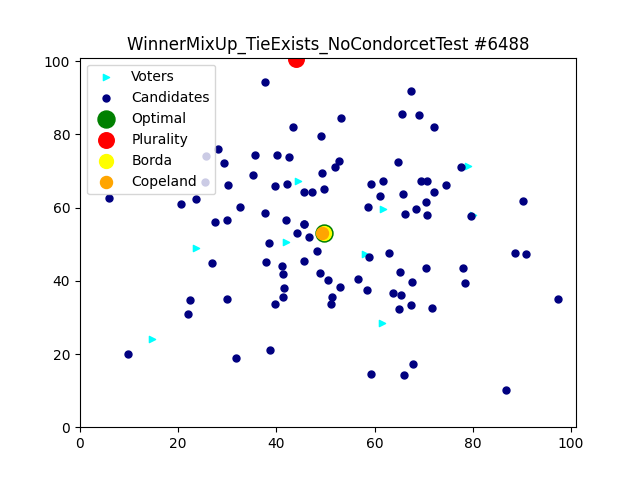 WinnerMixUp_TieExists_NoCondorcetTest #6488
Voters
Candidates
Optimal
Plurality
Borda
Copeland
100
80
60
40
20
0
0 20 40 60 80 100